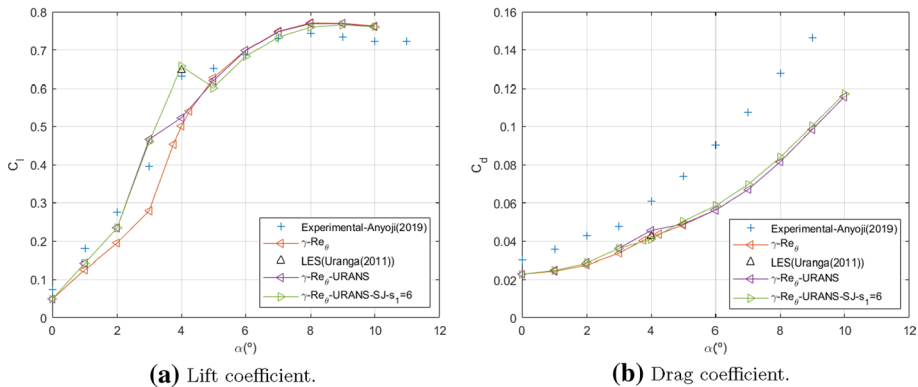 0.8
0.7
0.6
0.5
0.4
0.3
0.2
0.1
0
C_l
0 2 4 6 8 10 12
α(º)
Experimental-Anyoji(2019)
γ-Re_θ
LES(Uranga(2011))
γ-Re_θ-URANS
γ-Re_θ-URANS-SJ-s_1=6
(a) Lift coefficient.
0.16
0.14
0.12
0.1
0.08
0.06
0.04
0.02
0
C_d
0 2 4 6 8 10 12
α(º)
Experimental-Anyoji(2019)
γ-Re_θ
LES(Uranga(2011))
γ-Re_θ-URANS
γ-Re_θ-URANS-SJ-s_1=6
(b) Drag coefficient.